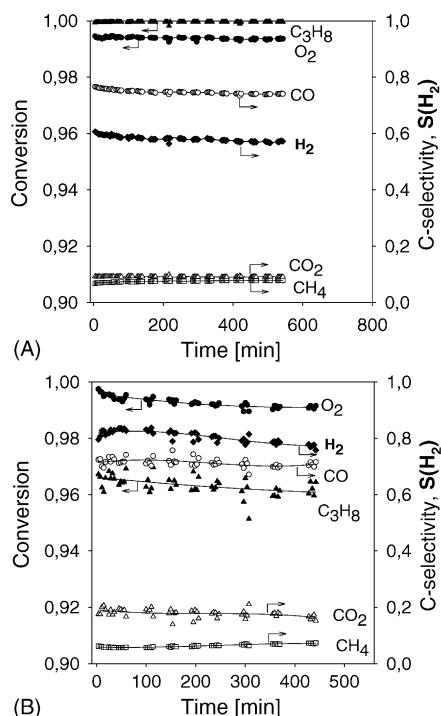 1,00
0,98
0,96
0,94
0,92
0,90
Conversion
C₃H₈
O₂
CO
H₂
CO₂
CH₄
1,0
0,8
0,6
0,4
0,2
0,0
C-selectivity, S(H₂)
0 200 400 600 800
(A)
Time [min]
1,00
0,98
0,96
0,94
0,92
0,90
Conversion
O₂
H₂
CO
C₃H₈
CO₂
CH₄
1,0
0,8
0,6
0,4
0,2
0,0
C-selectivity, S(H₂)
0 100 200 300 400 500
(B)
Time [min]